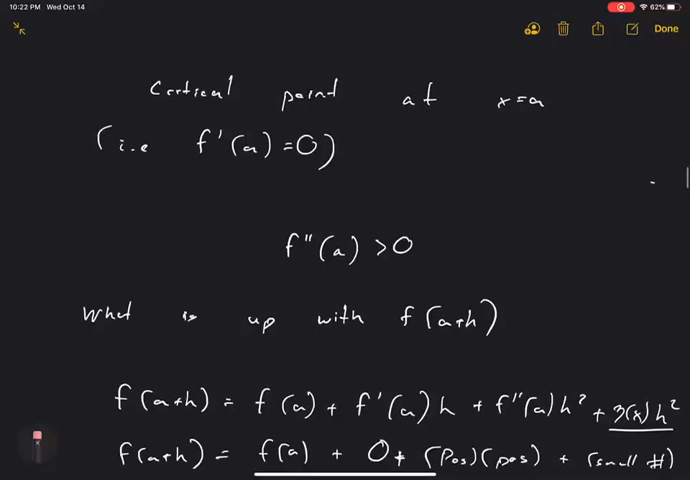 10:22 PM Wed Oct 14 62%
Done
Critical point at x=a
(i.e f'(a)=0)
f''(a)>0
What is up with f(a+h)
f(a+h) = f(a) + f'(a)h + f''(a)h² + 3(x)h²
f(a+h) = f(a) + 0 + (pos)(pos) + (small #)